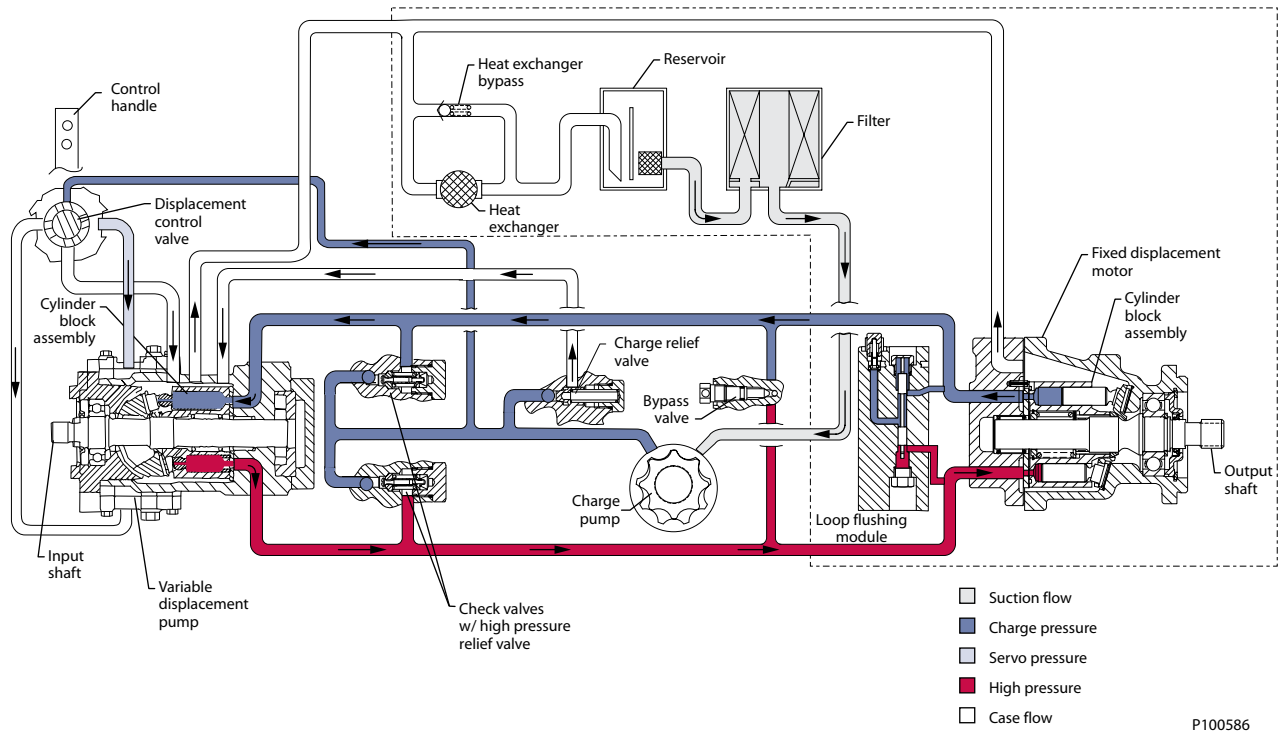 Control
handle
Heat exchanger
bypass
Reservoir
Filter
Displacement
control
valve
Heat
exchanger
Fixed displacement
motor
Cylinder
block
assembly
Cylinder
block
assembly
Charge relief
valve
Bypass
valve
Charge
pump
Loop flushing
module
Output
shaft
Input
shaft
Variable
displacement
pump
Check valves
w/ high pressure
relief valve
Suction flow
Charge pressure
Servo pressure
High pressure
Case flow
P100586